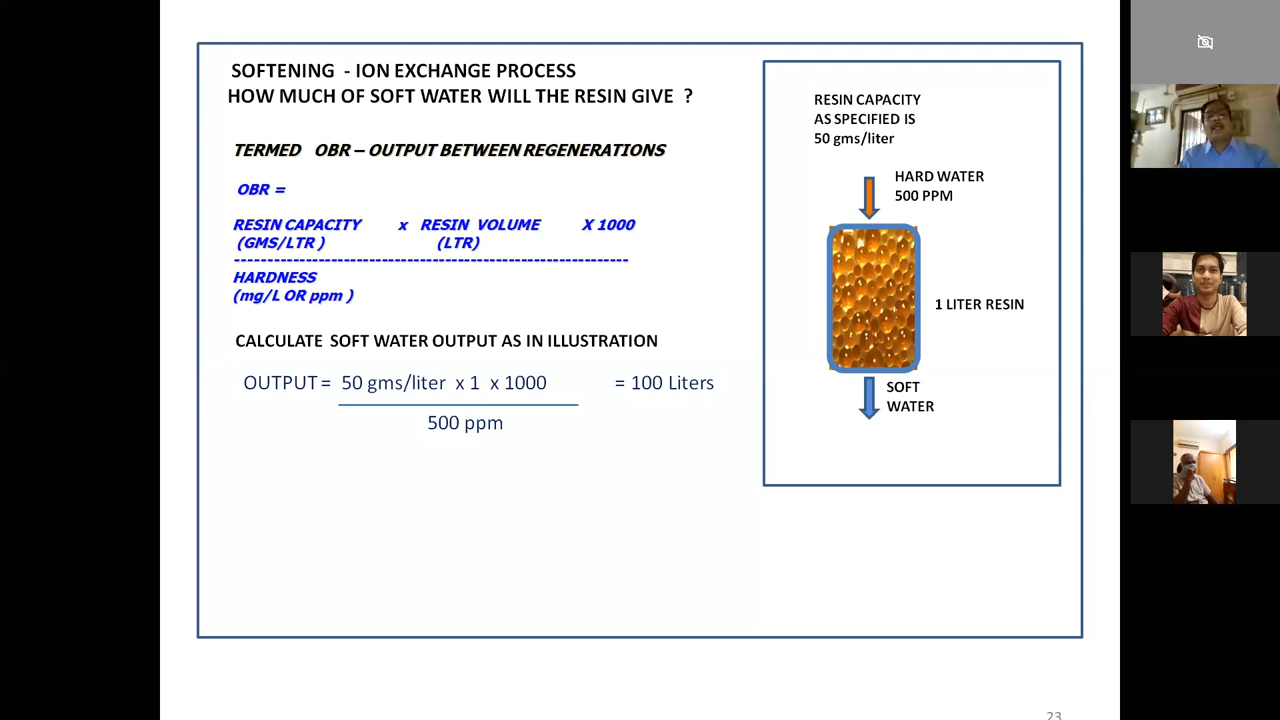 SOFTENING - ION EXCHANGE PROCESS
HOW MUCH OF SOFT WATER WILL THE RESIN GIVE ?
TERMED OBR – OUTPUT BETWEEN REGENERATIONS
OBR =
RESIN CAPACITY x RESIN VOLUME X 1000
(GMS/LTR ) (LTR)
----------------------------------------------------------
HARDNESS
(mg/L OR ppm )
CALCULATE SOFT WATER OUTPUT AS IN ILLUSTRATION
OUTPUT = 50 gms/liter x 1 x 1000 = 100 Liters
500 ppm
RESIN CAPACITY
AS SPECIFIED IS
50 gms/liter
HARD WATER
500 PPM
1 LITER RESIN
SOFT
WATER
23